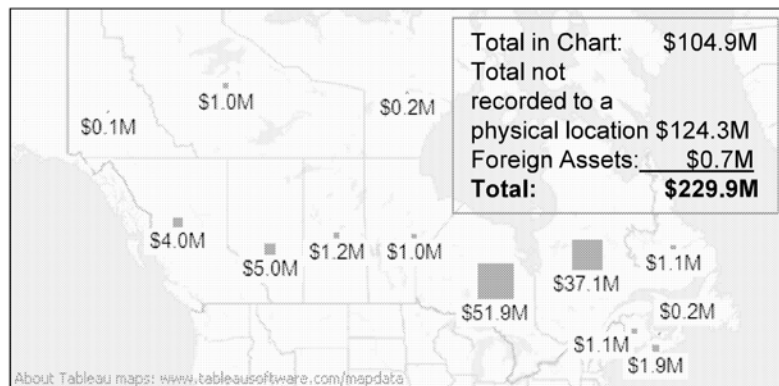 Total in Chart: $104.9M
Total not
recorded to a
physical location $124.3M
Foreign Assets: $0.7M
Total: $229.9M
$1.0M
$0.2M
$0.1M
$4.0M
$5.0M
$1.2M
$1.0M
$51.9M
$37.1M
$1.1M
$0.2M
$1.1M
$1.9M
About Tableau maps: www.tableausoftware.com/mapdata